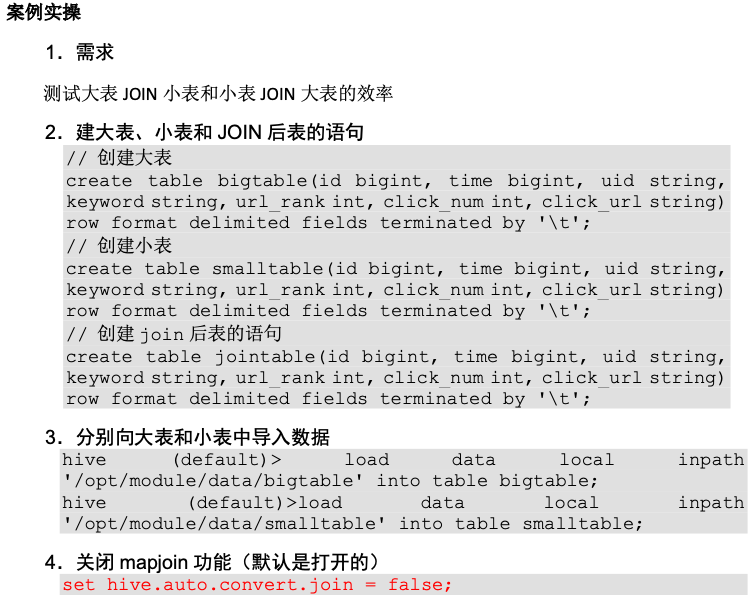 案例实操
1．需求
测试大表 JOIN 小表和小表 JOIN 大表的效率
2．建大表、小表和 JOIN 后表的语句
// 创建大表
create table bigtable(id bigint, time bigint, uid string,
keyword string, url_rank int, click_num int, click_url string)
row format delimited fields terminated by '\t';
// 创建小表
create table smalltable(id bigint, time bigint, uid string,
keyword string, url_rank int, click_num int, click_url string)
row format delimited fields terminated by '\t';
// 创建 join 后表的语句
create table jointable(id bigint, time bigint, uid string,
keyword string, url_rank int, click_num int, click_url string)
row format delimited fields terminated by '\t';
3．分别向大表和小表中导入数据
hive (default)> load data local inpath
'/opt/module/data/bigtable' into table bigtable;
hive (default)>load data local inpath
'/opt/module/data/smalltable' into table smalltable;
4．关闭 mapjoin 功能（默认是打开的）
set hive.auto.convert.join = false;